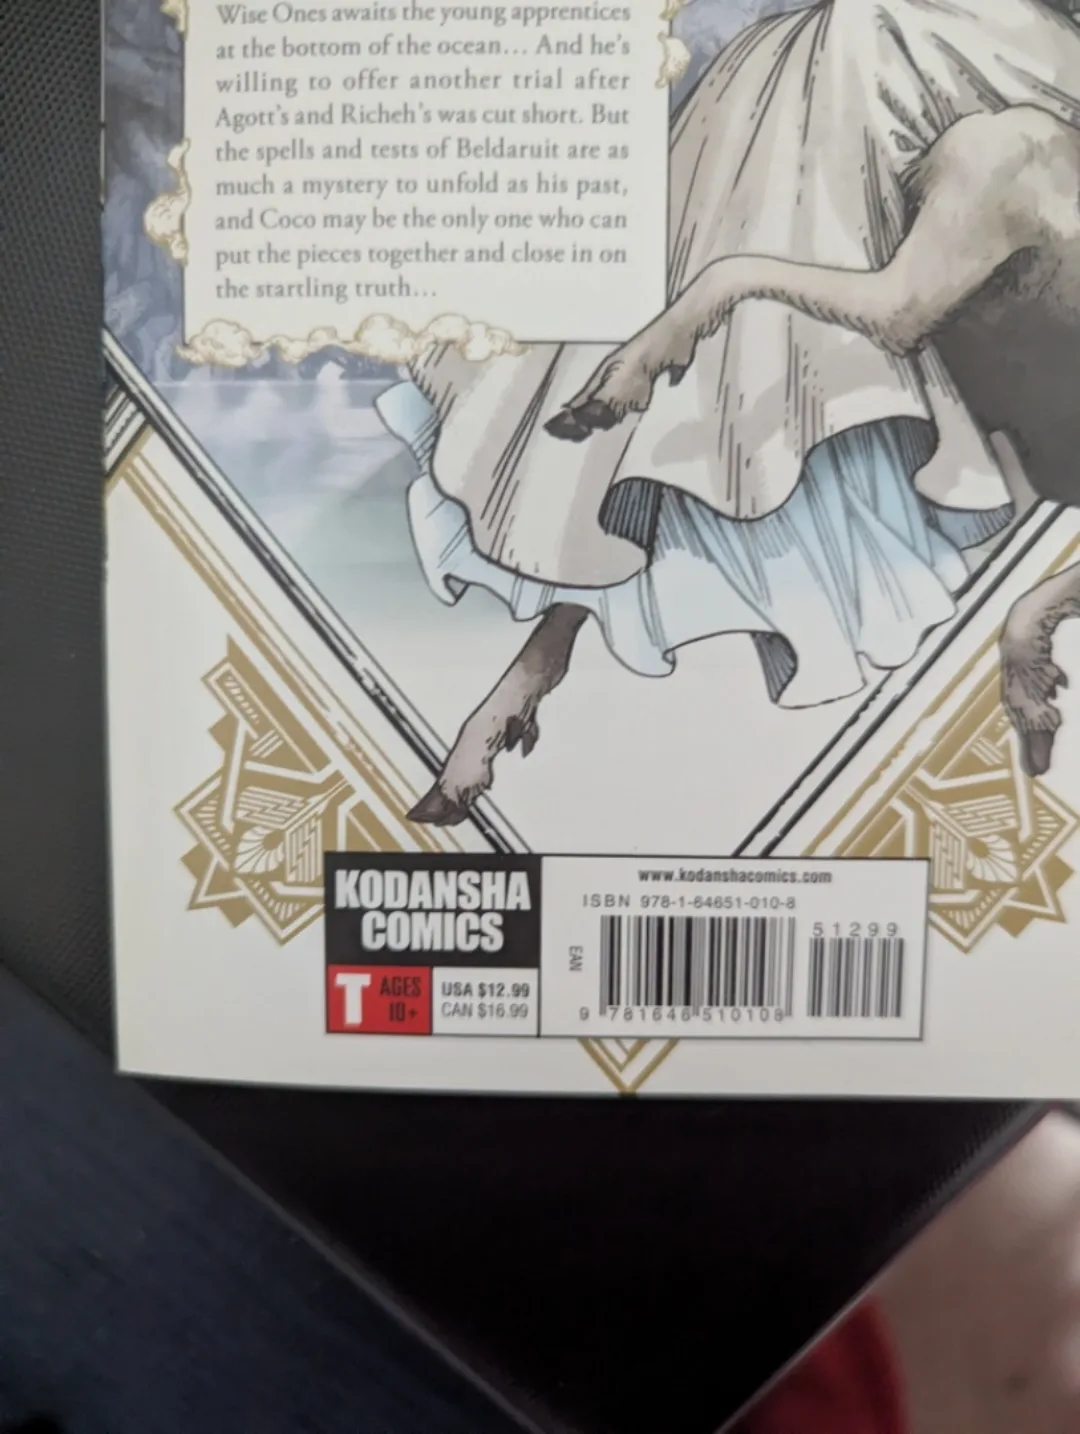 Wise Ones awaits the young apprentices
at the bottom of the ocean... And he's
willing to offer another trial after
Agott's and Richeh's was cut short. But
the spells and tests of Beldaruit are as
much a mystery to unfold as his past,
and Coco may be the only one who can
put the pieces together and close in on
the startling truth...
KODANSHA
COMICS
T AGES
10+
USA $12.99
CAN $16.99
www.kodanshacomics.com
ISBN 978-1-64651-010-8
51299
EAN
9 781646 510108